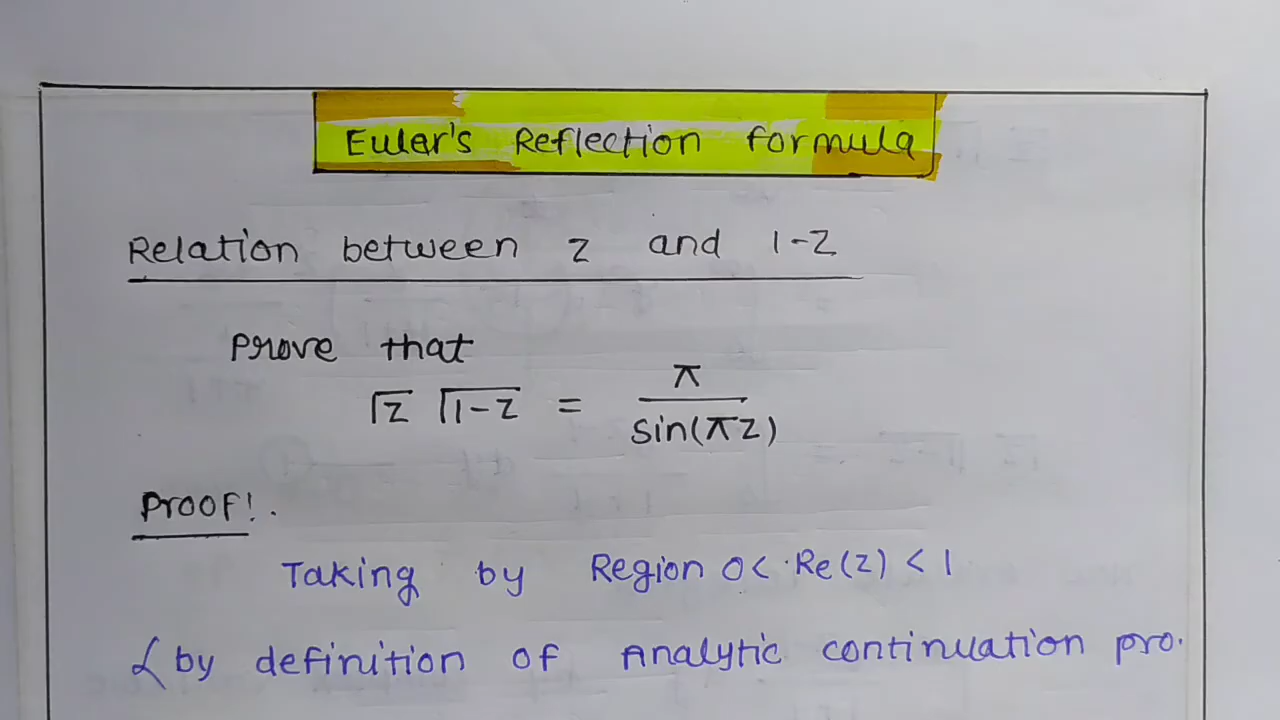 Euler's Reflection formula
Relation between z and 1-z
Prove that
Γz Γ1-z = π / sin(πz)
Proof!.
Taking by Region 0< Re(z) < 1
& by definition of Analytic continuation pro.